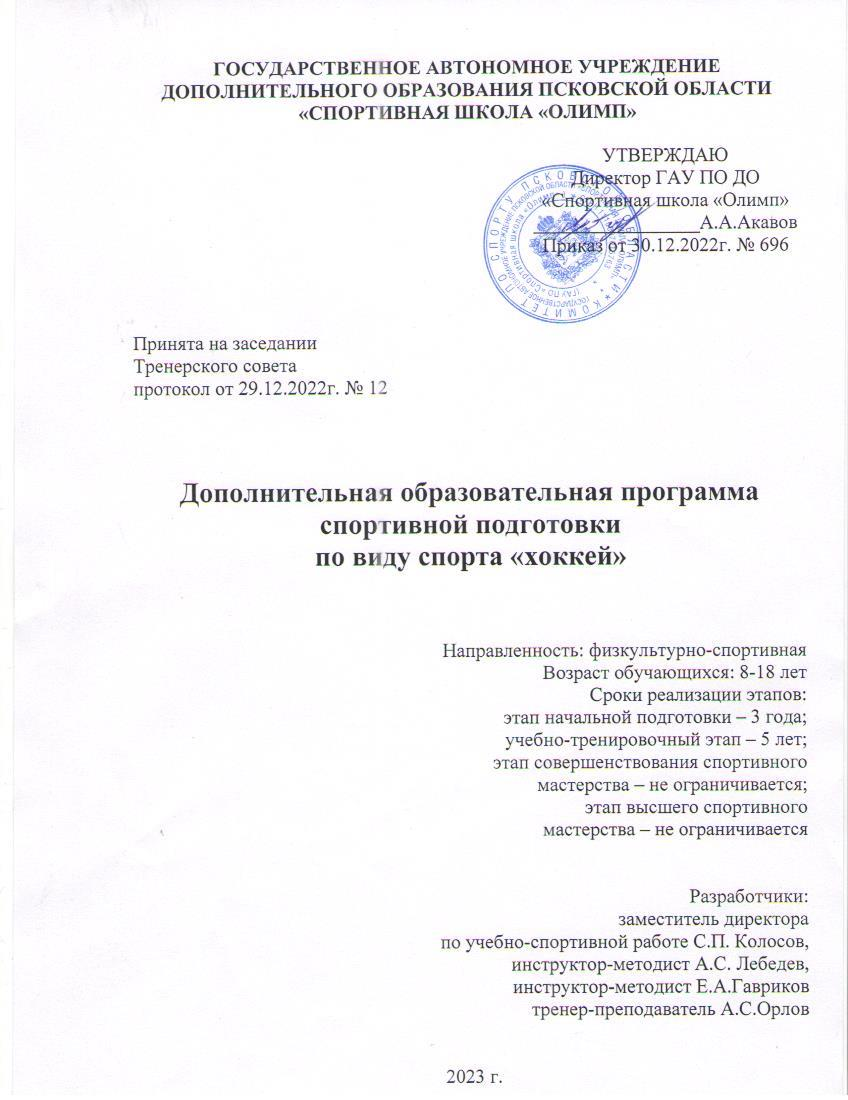 ГОСУДАРСТВЕННОЕ АВТОНОМНОЕ УЧРЕЖДЕНИЕ
ДОПОЛНИТЕЛЬНОГО ОБРАЗОВАНИЯ ПСКОВСКОЙ ОБЛАСТИ
«СПОРТИВНАЯ ШКОЛА «ОЛИМП»
УТВЕРЖДАЮ
Директор ГАУ ПО ДО
«Спортивная школа «Олимп»
А.А.Акавов
Приказ от 30.12.2022г. № 696
Принята на заседании
Тренерского совета
протокол от 29.12.2022г. № 12
Дополнительная образовательная программа
спортивной подготовки
по виду спорта «хоккей»
Направленность: физкультурно-спортивная
Возраст обучающихся: 8-18 лет
Сроки реализации этапов:
этап начальной подготовки – 3 года;
учебно-тренировочный этап – 5 лет;
этап совершенствования спортивного
мастерства – не ограничивается;
этап высшего спортивного
мастерства – не ограничивается
Разработчики:
заместитель директора
по учебно-спортивной работе С.П. Колосов,
инструктор-методист А.С. Лебедев,
инструктор-методист Е.А.Гавриков
тренер-преподаватель А.С.Орлов
2023 г.